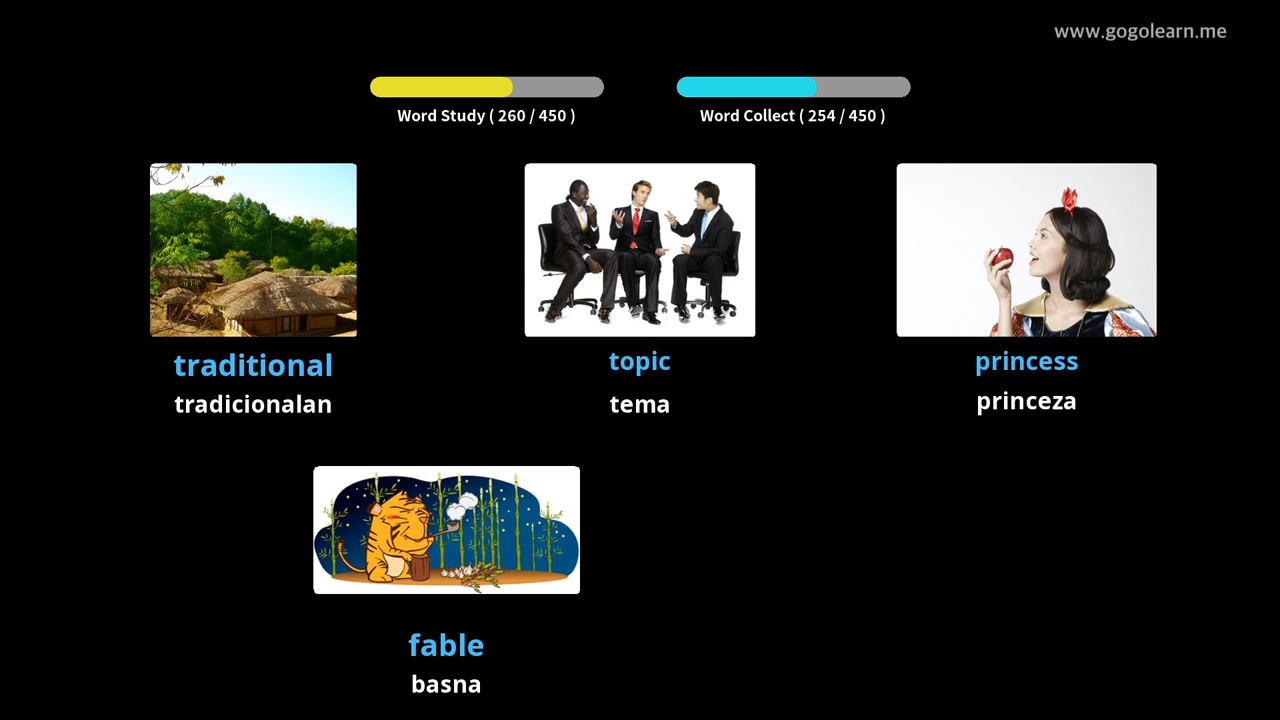 www.gogolearn.me
Word Study ( 260 / 450 )
Word Collect ( 254 / 450 )
traditional
tradicionalan
topic
tema
princess
princeza
fable
basna